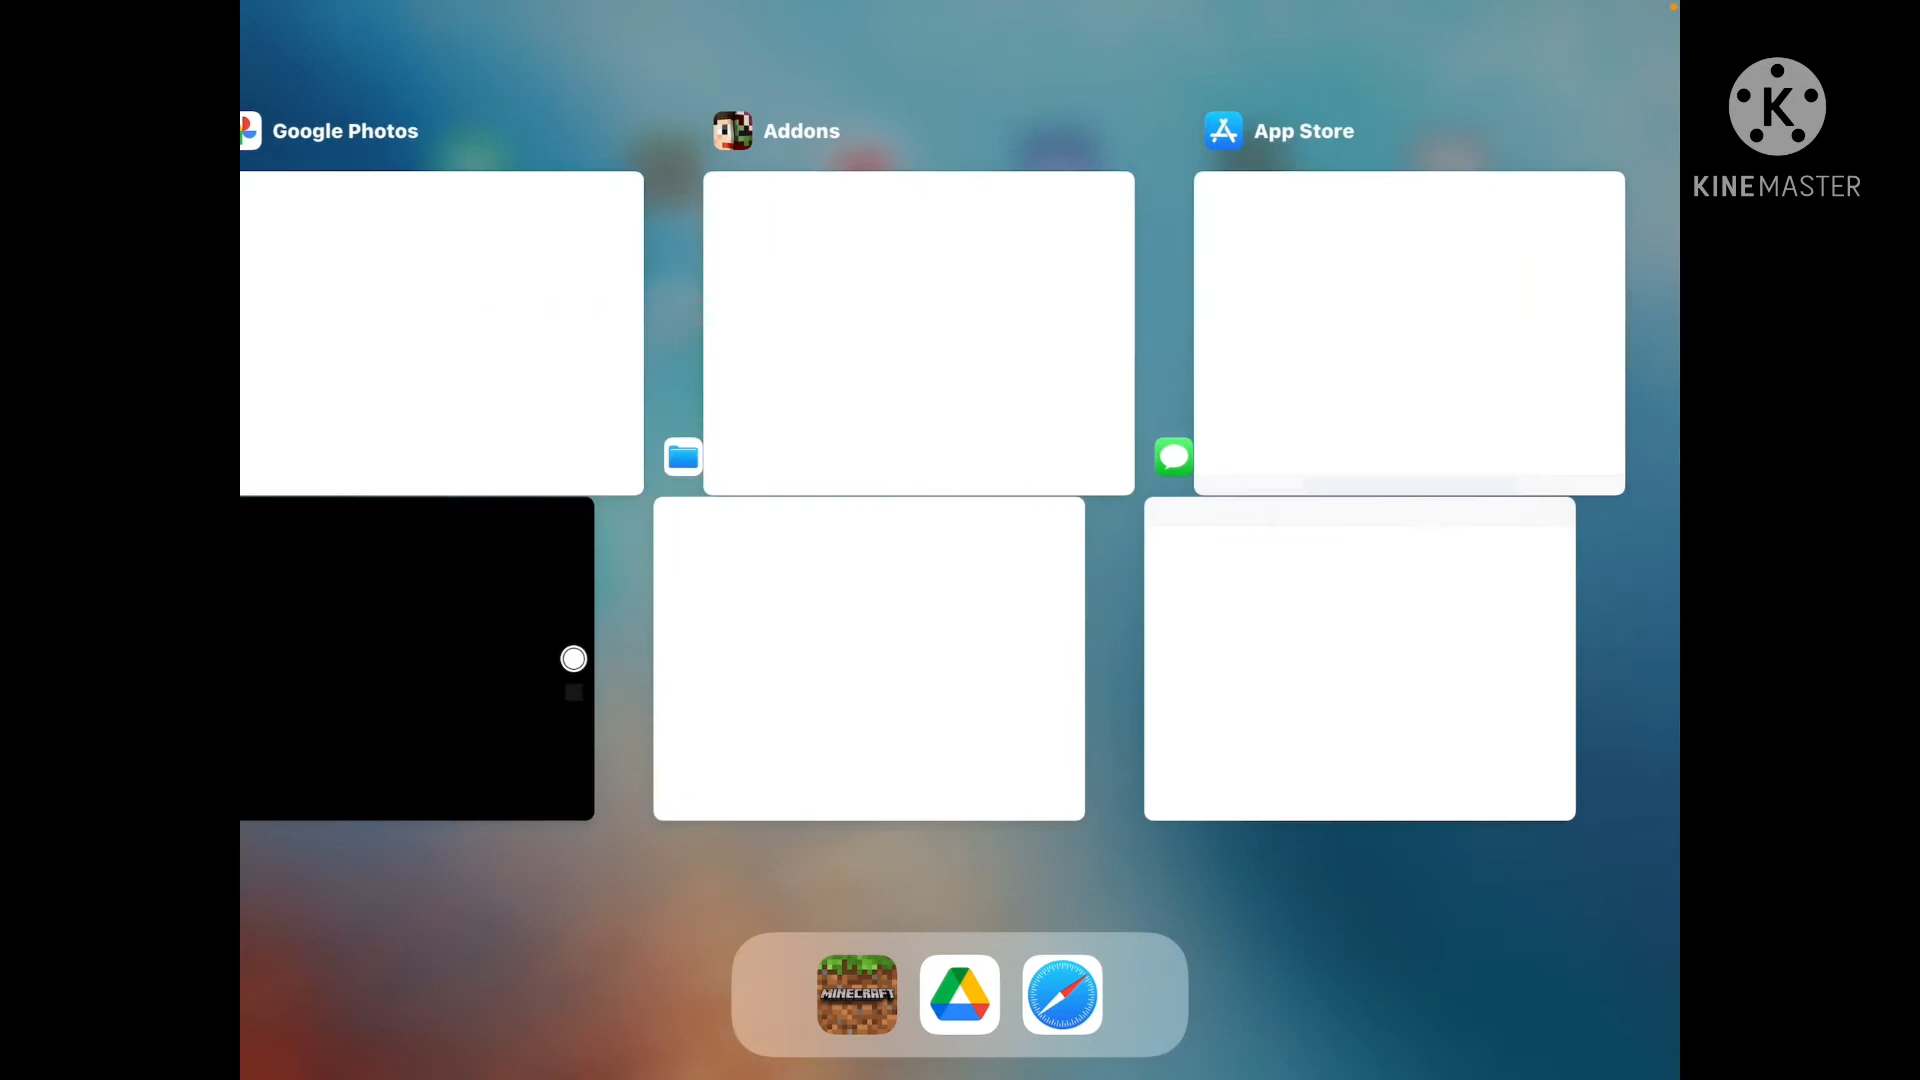 Google Photos
Addons
App Store
K
KINEMASTER
MINECRAFT